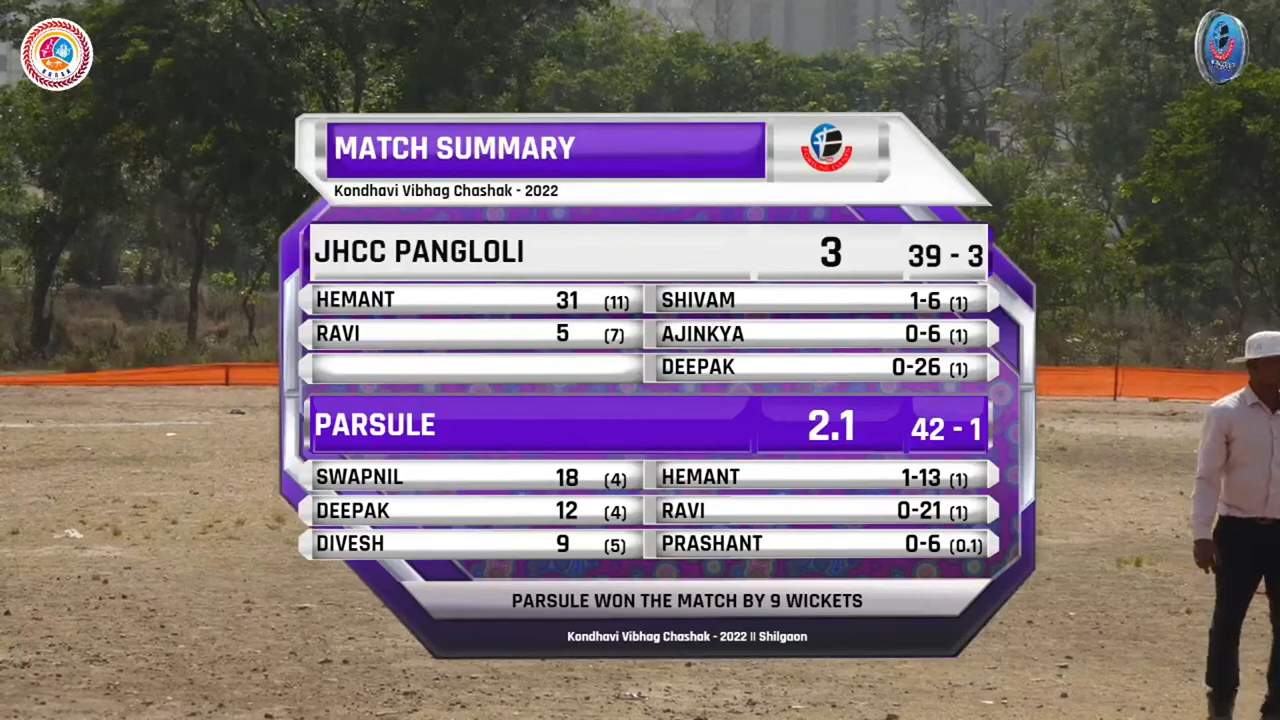 MATCH SUMMARY
Kondhavi Vibhag Chashak - 2022
JHCC PANGLOLI 3 39 - 3
HEMANT 31 (11) SHIVAM 1-6 (1)
RAVI 5 (7) AJINKYA 0-6 (1)
DEEPAK 0-26 (1)
PARSULE 2.1 42 - 1
SWAPNIL 18 (4) HEMANT 1-13 (1)
DEEPAK 12 (4) RAVI 0-21 (1)
DIVESH 9 (5) PRASHANT 0-6 (0.1)
PARSULE WON THE MATCH BY 9 WICKETS
Kondhavi Vibhag Chashak - 2022 || Shilgaon